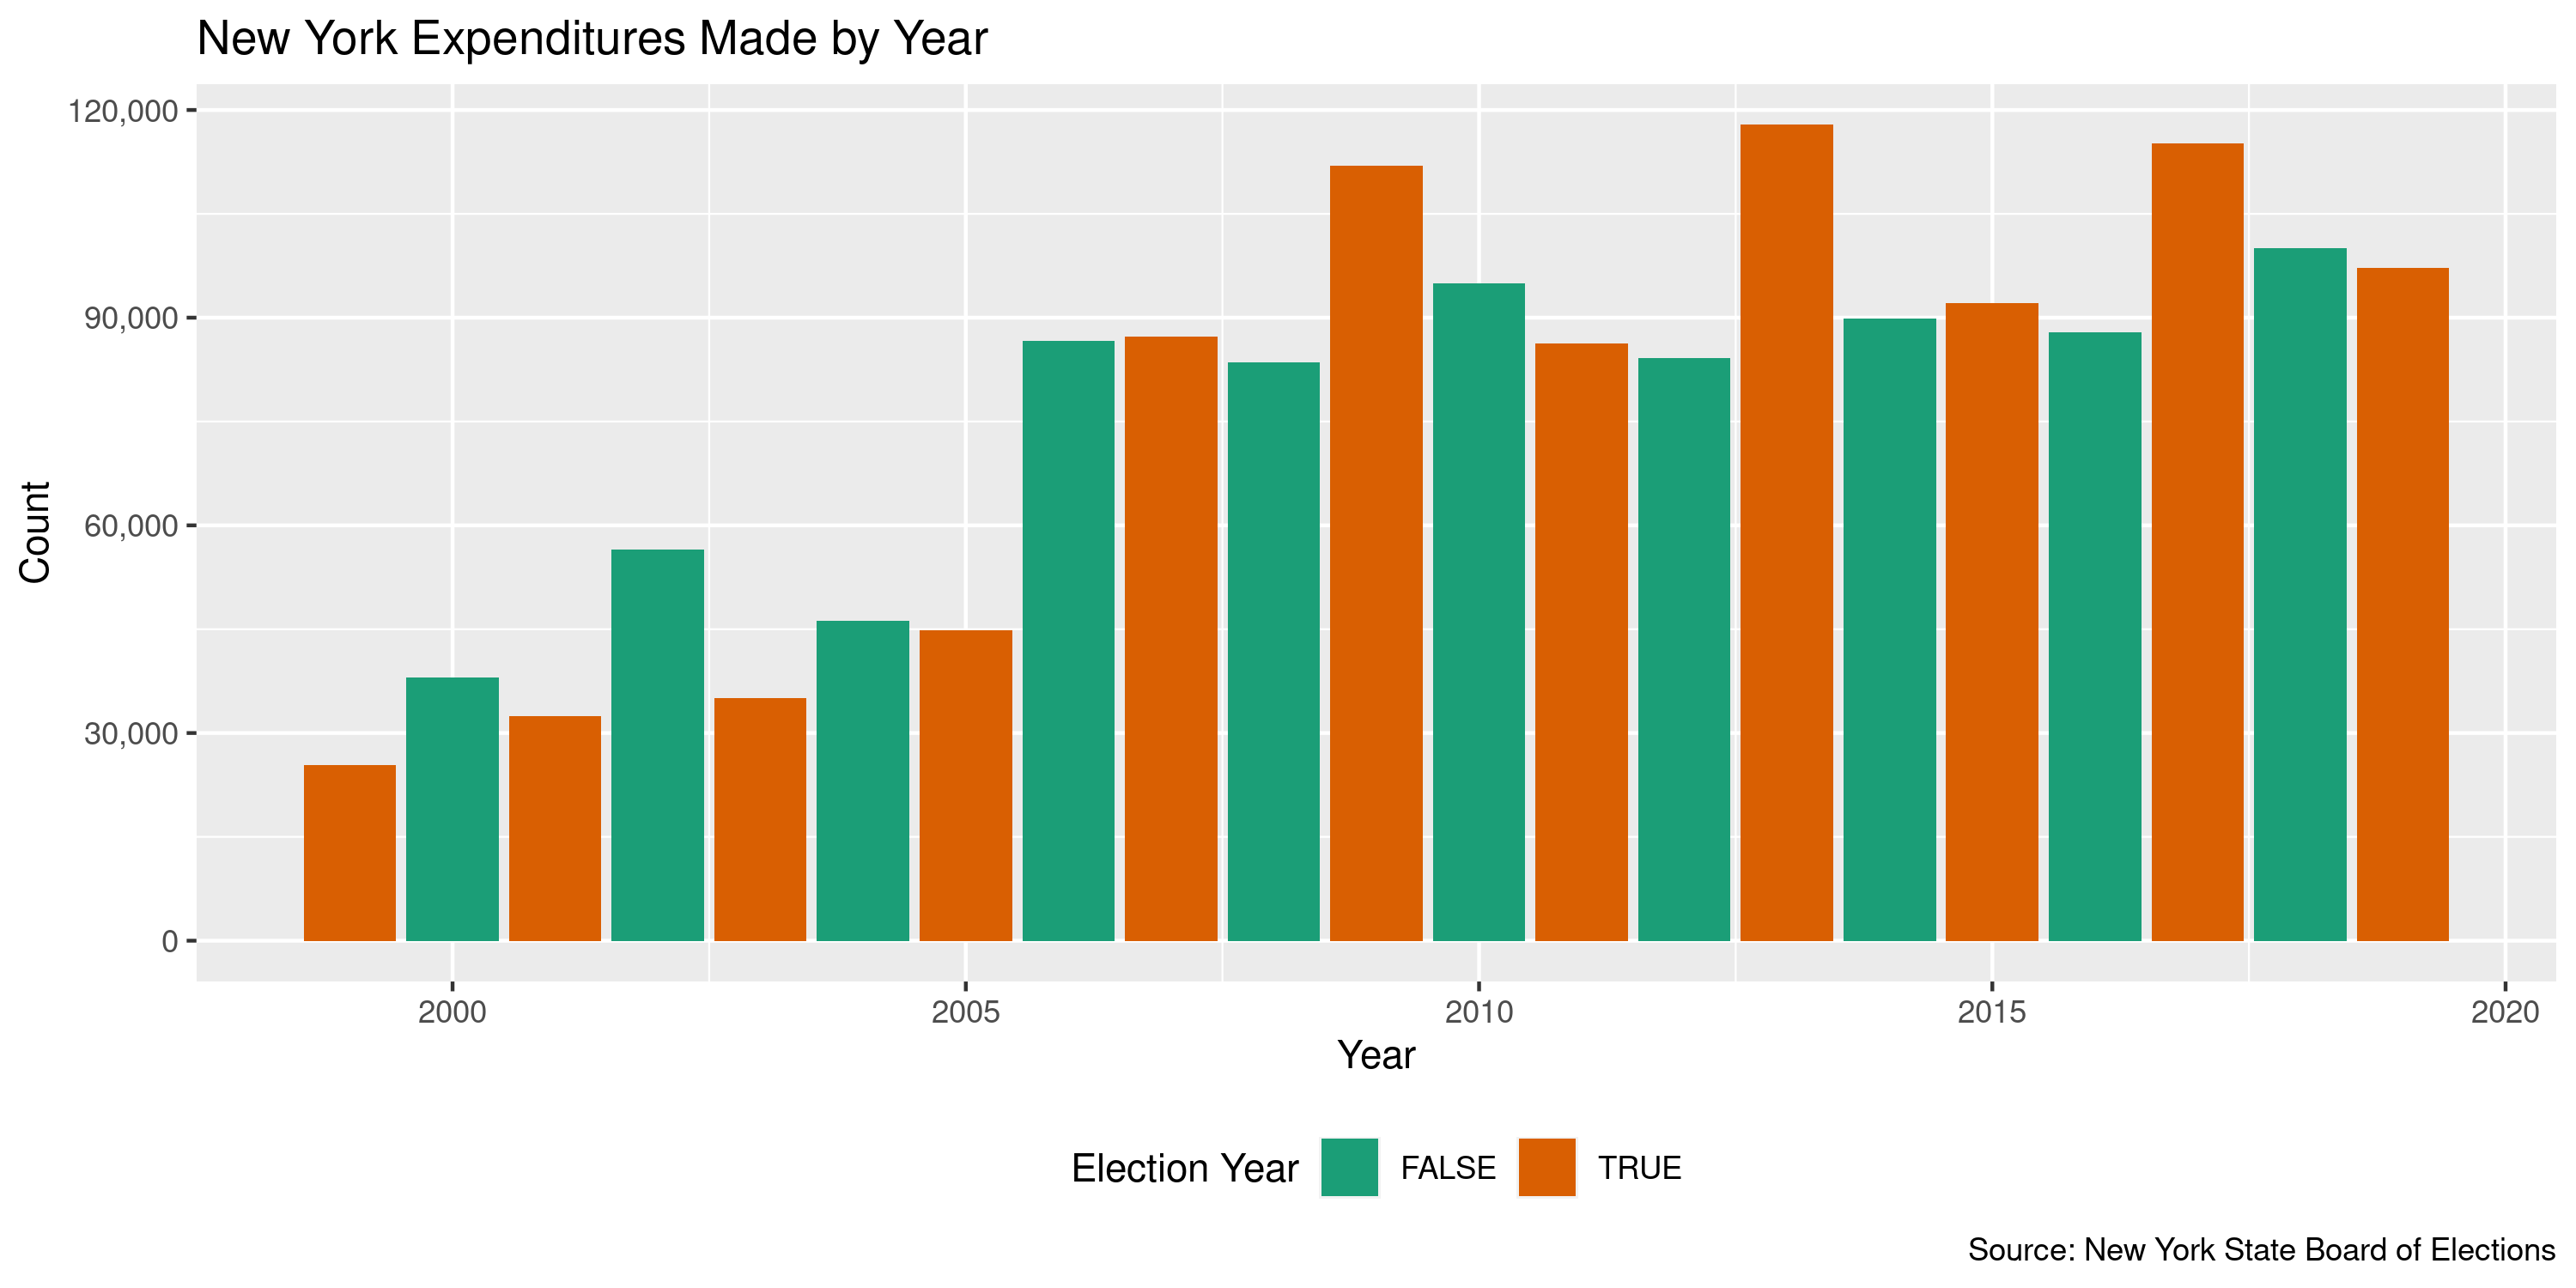 New York Expenditures Made by Year
Count
120,000
90,000
60,000
30,000
0
2000 2005 2010 2015 2020
Year
Election Year FALSE TRUE
Source: New York State Board of Elections